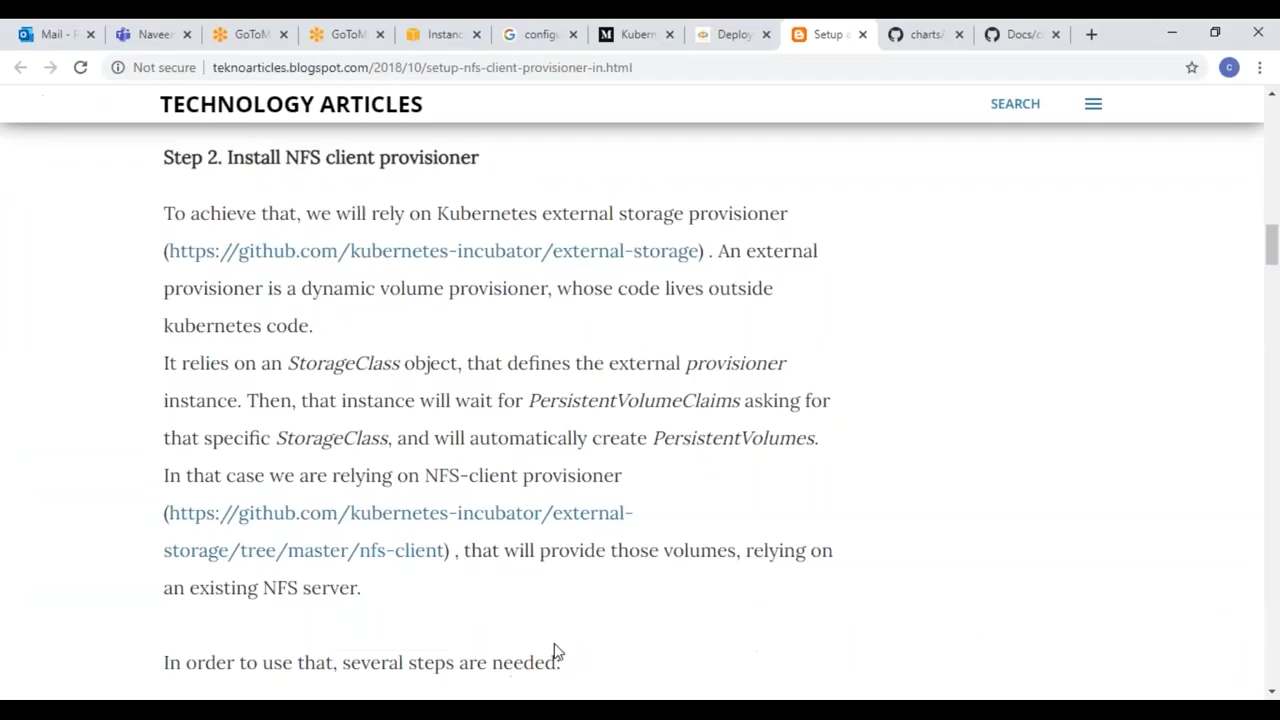 Mail - F
Naveer
GoToM
GoToM
Instanc
config
Kubern
Deploy
Setup a
charts/
Docs/c
Not secure
teknoarticles.blogspot.com/2018/10/setup-nfs-client-provisioner-in.html
C
TECHNOLOGY ARTICLES
SEARCH
Step 2. Install NFS client provisioner
To achieve that, we will rely on Kubernetes external storage provisioner
(https://github.com/kubernetes-incubator/external-storage) . An external
provisioner is a dynamic volume provisioner, whose code lives outside
kubernetes code.
It relies on an StorageClass object, that defines the external provisioner
instance. Then, that instance will wait for PersistentVolumeClaims asking for
that specific StorageClass, and will automatically create PersistentVolumes.
In that case we are relying on NFS-client provisioner
(https://github.com/kubernetes-incubator/external-
storage/tree/master/nfs-client) , that will provide those volumes, relying on
an existing NFS server.
In order to use that, several steps are needed: